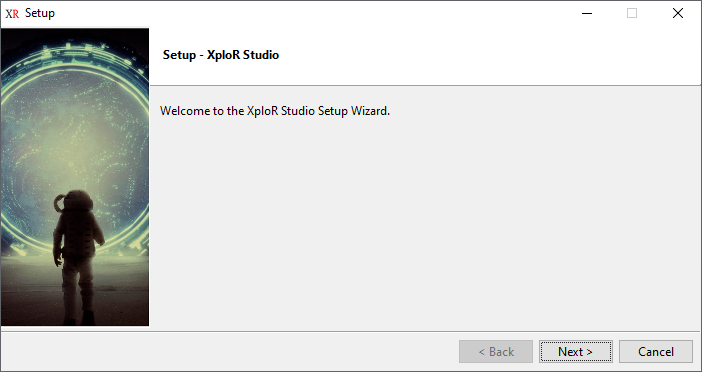 XR Setup
Setup - XploR Studio
Welcome to the XploR Studio Setup Wizard.
< Back Next > Cancel